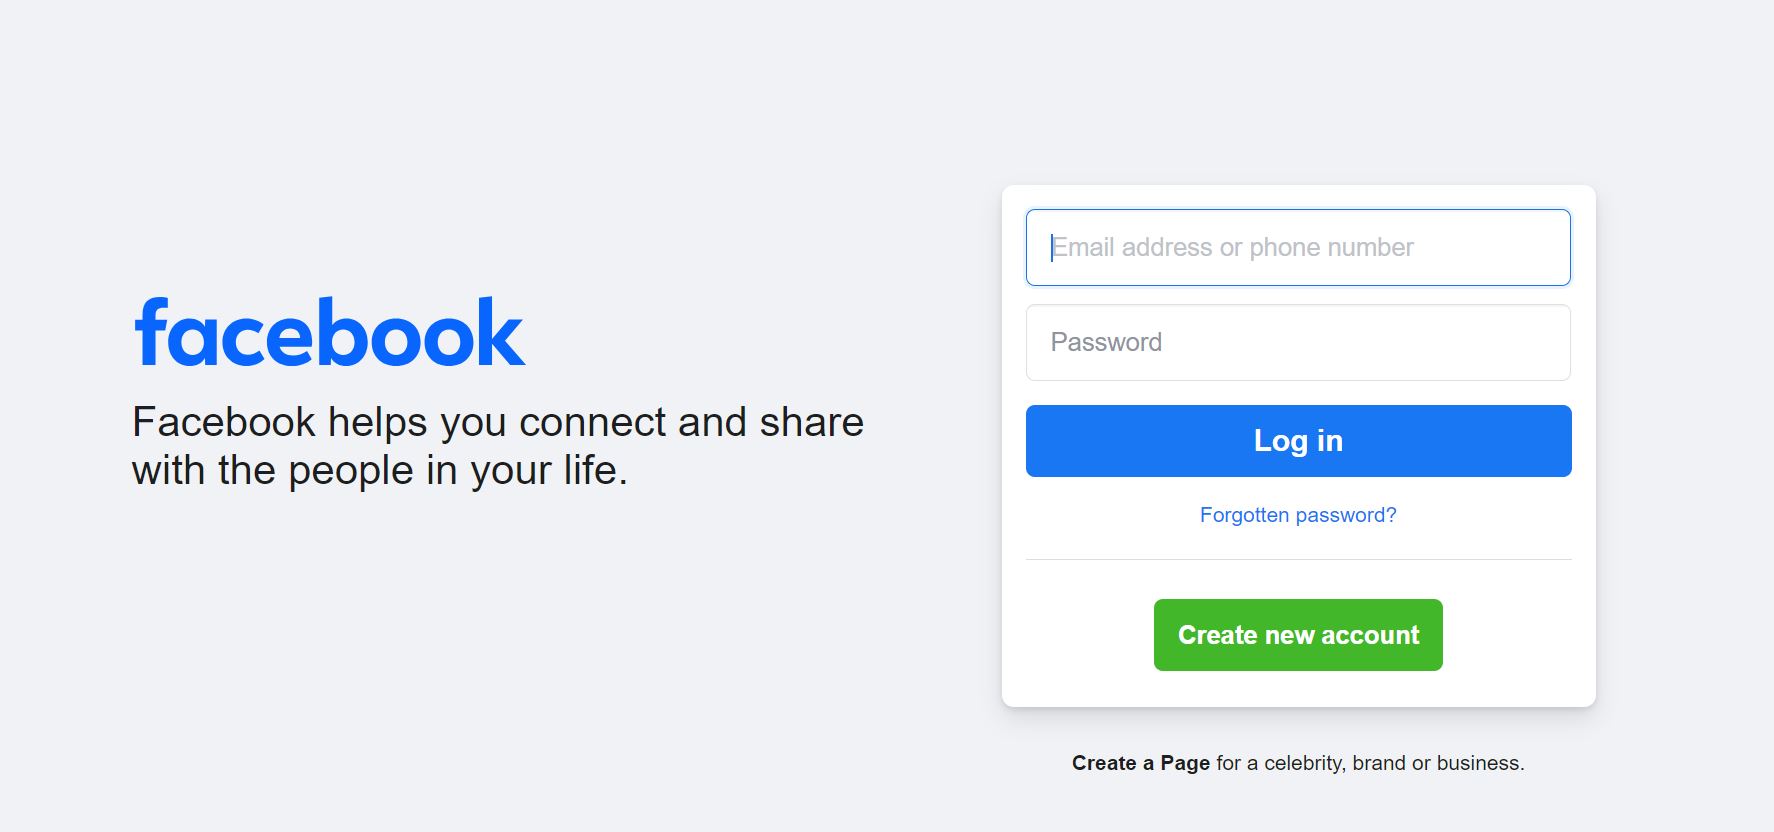 facebook
Facebook helps you connect and share
with the people in your life.
Email address or phone number
Password
Log in
Forgotten password?
Create new account
Create a Page for a celebrity, brand or business.